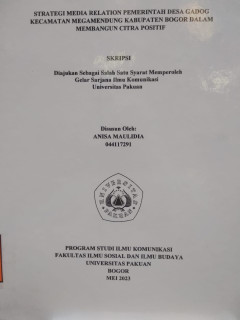 STRATEGI MEDIA RELATION PEMERINTAH DESA GADOG
KECAMATAN MEGAMENDUNG KABUPATEN BOGOR DALAM
MEMBANGUN CITRA POSITIF
SKRIPSI
Diajukan Sebagai Salah Satu Syarat Memperoleh
Gelar Sarjana Ilmu Komunikasi
Universitas Pakuan
Disusun Oleh:
ANISA MAULIDIA
044117291
UNIVERSITAS
PAKUAN
PROGRAM STUDI ILMU KOMUNIKASI
FAKULTAS ILMU SOSIAL DAN ILMU BUDAYA
UNIVERSITAS PAKUAN
BOGOR
MEI 2023